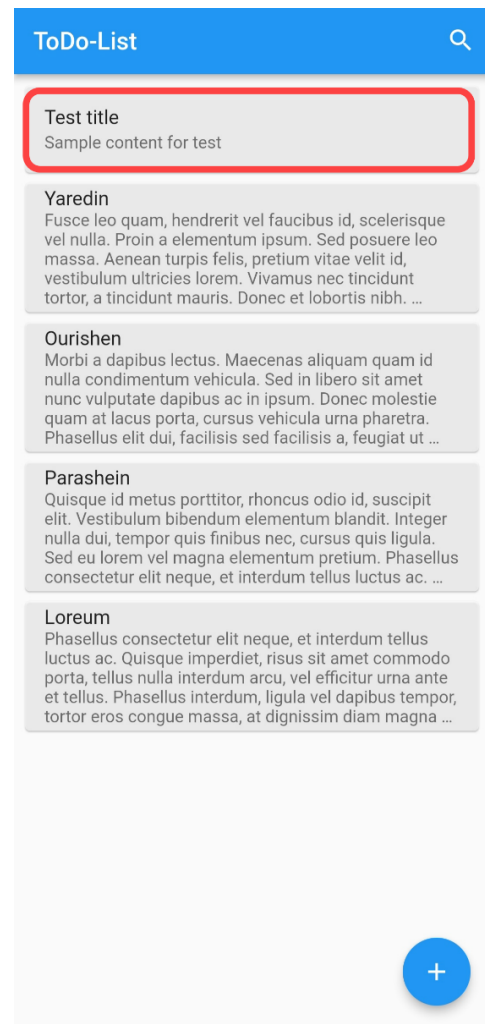 ToDo-List
Test title
Sample content for test
Yaredin
Fusce leo quam, hendrerit vel faucibus id, scelerisque
vel nulla. Proin a elementum ipsum. Sed posuere leo
massa. Aenean turpis felis, pretium vitae velit id,
vestibulum ultricies lorem. Vivamus nec tincidunt
tortor, a tincidunt mauris. Donec et lobortis nibh. ...
Ourishen
Morbi a dapibus lectus. Maecenas aliquam quam id
nulla condimentum vehicula. Sed in libero sit amet
nunc vulputate dapibus ac in ipsum. Donec molestie
quam at lacus porta, cursus vehicula urna pharetra.
Phasellus elit dui, facilisis sed facilisis a, feugiat ut ...
Parashein
Quisque id metus porttitor, rhoncus odio id, suscipit
elit. Vestibulum bibendum elementum blandit. Integer
nulla dui, tempor quis finibus nec, cursus quis ligula.
Sed eu lorem vel magna elementum pretium. Phasellus
consectetur elit neque, et interdum tellus luctus ac. ...
Loreum
Phasellus consectetur elit neque, et interdum tellus
luctus ac. Quisque imperdiet, risus sit amet commodo
porta, tellus nulla interdum arcu, vel efficitur urna ante
et tellus. Phasellus interdum, ligula vel dapibus tempor,
tortor eros congue massa, at dignissim diam magna ...
+